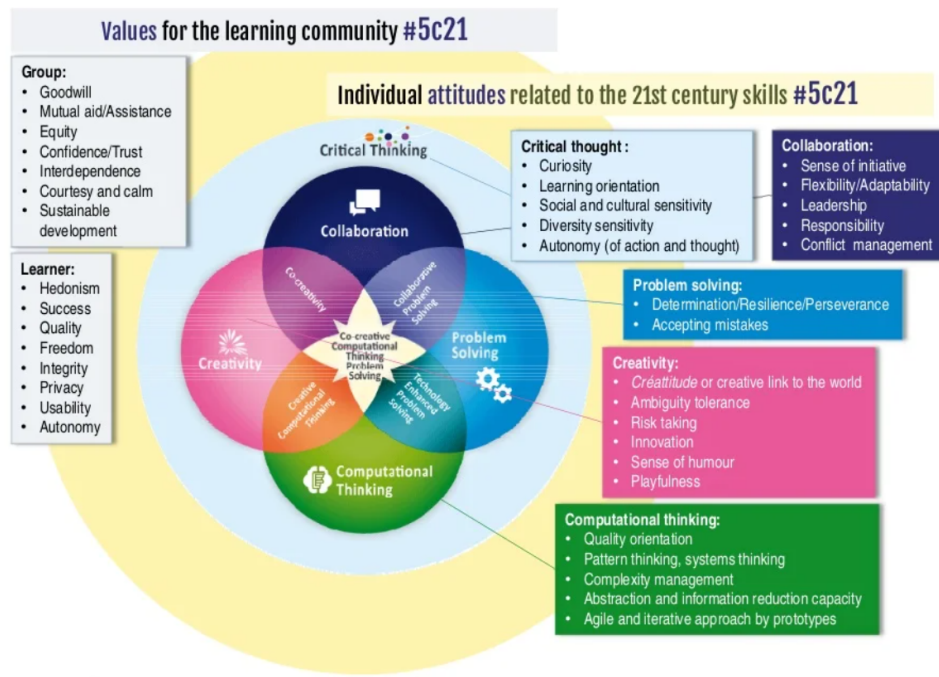 Values for the learning community #5c21
Group:
• Goodwill
• Mutual aid/Assistance
• Equity
• Confidence/Trust
• Interdependence
• Courtesy and calm
• Sustainable
development
Learner:
• Hedonism
• Success
• Quality
• Freedom
• Integrity
• Privacy
• Usability
• Autonomy
Individual attitudes related to the 21st century skills #5c21
Critical Thinking
Collaboration
Co-creativity
Collaborative
Problem
Solving
Creativity
Co-creative
Computational
Thinking
Problem
Solving
Problem
Solving
Creative
Computational
Thinking
Technology
Enhanced
Problem
Solving
Computational
Thinking
Critical thought :
• Curiosity
• Learning orientation
• Social and cultural sensitivity
• Diversity sensitivity
• Autonomy (of action and thought)
Collaboration:
• Sense of initiative
• Flexibility/Adaptability
• Leadership
• Responsibility
• Conflict management
Problem solving:
• Determination/Resilience/Perseverance
• Accepting mistakes
Creativity:
• Créattitude or creative link to the world
• Ambiguity tolerance
• Risk taking
• Innovation
• Sense of humour
• Playfulness
Computational thinking:
• Quality orientation
• Pattern thinking, systems thinking
• Complexity management
• Abstraction and information reduction capacity
• Agile and iterative approach by prototypes